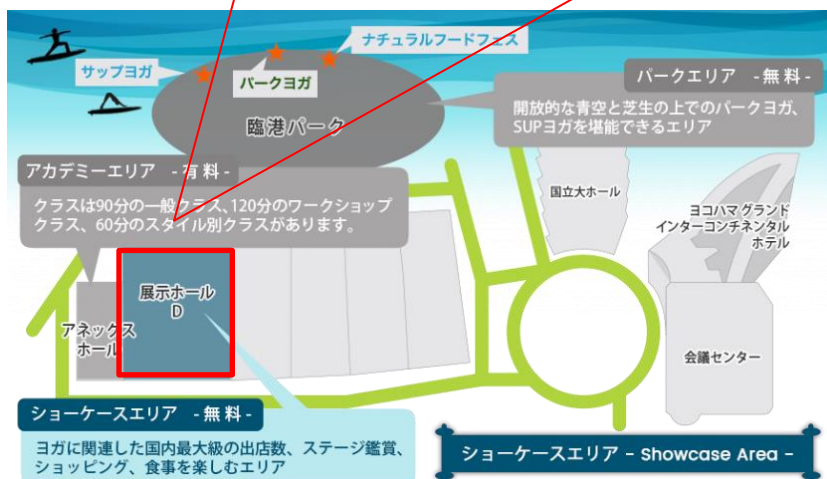 ナチュラルフードフェス
サップヨガ
パークヨガ
臨港パーク
パークエリア -無料-
開放的な青空と芝生の上でのパークヨガ、
SUPヨガを堪能できるエリア
アカデミーエリア -有料-
クラスは90分の一般クラス、120分のワークショップ
クラス、60分のスタイル別クラスがあります。
国立大ホール
ヨコハマ グランド
インターコンチネンタル
ホテル
展示ホール
D
アネックス
ホール
会議センター
ショーケースエリア -無料-
ヨガに関連した国内最大級の出店数、ステージ鑑賞、
ショッピング、食事を楽しむエリア
ショーケースエリア - Showcase Area -